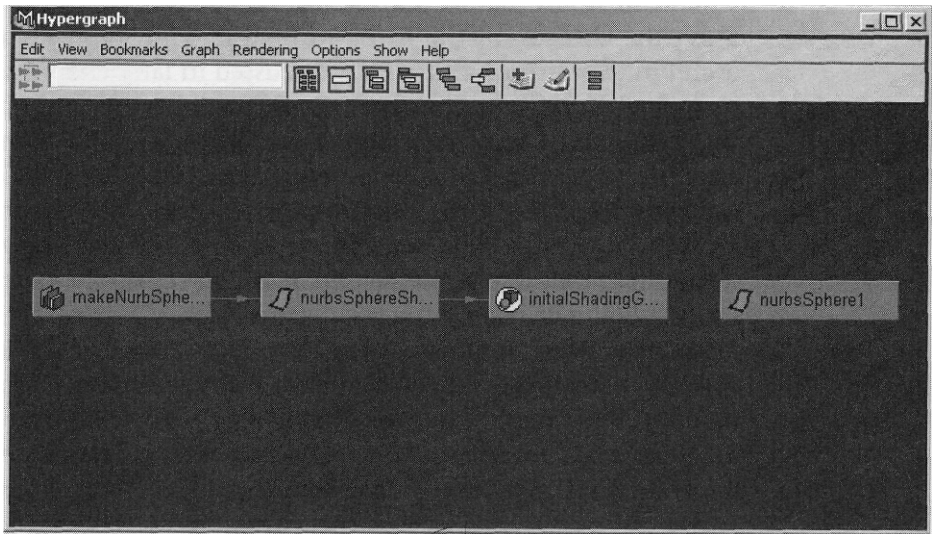 Hypergraph
Edit View Bookmarks Graph Rendering Options Show Help
makeNurbSphe...
nurbsSphereSh...
initialShadingG...
nurbsSphere1